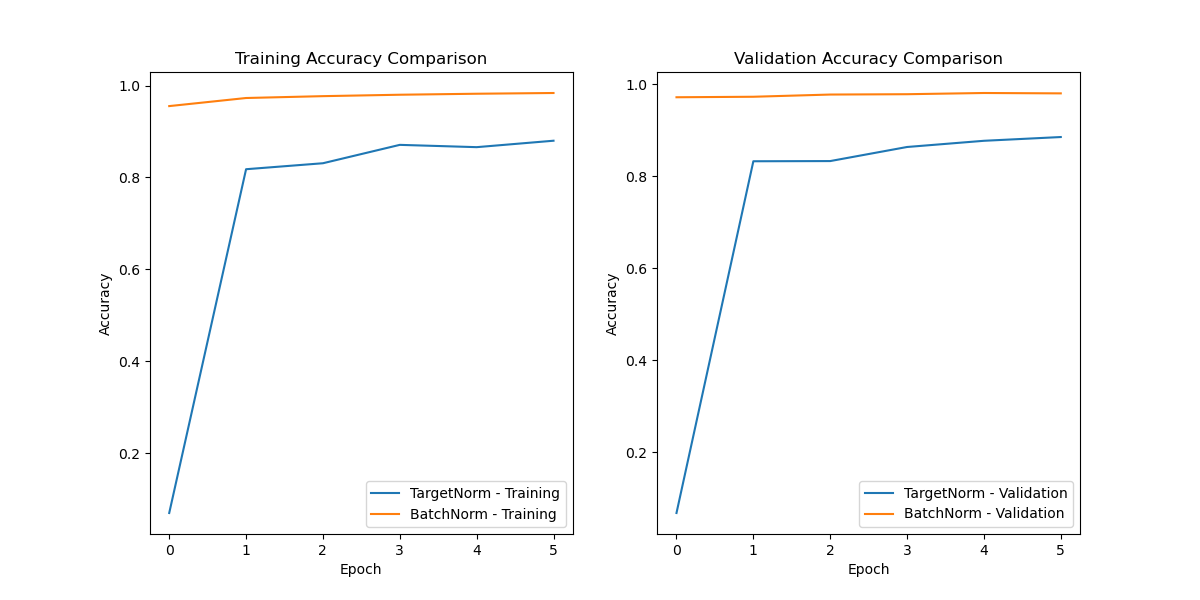 Training Accuracy Comparison
Accuracy
1.0
0.8
0.6
0.4
0.2
TargetNorm - Training
BatchNorm - Training
0 1 2 3 4 5
Epoch
Validation Accuracy Comparison
Accuracy
1.0
0.8
0.6
0.4
0.2
TargetNorm - Validation
BatchNorm - Validation
0 1 2 3 4 5
Epoch